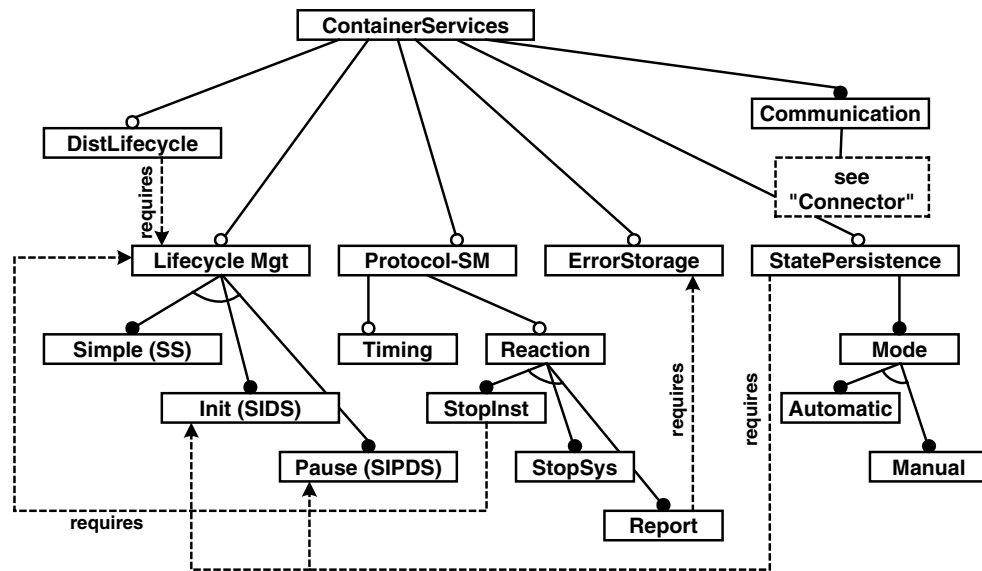 ContainerServices
Communication
DistLifecycle
see
"Connector"
requires
Lifecycle Mgt
Protocol-SM
ErrorStorage
StatePersistence
Simple (SS)
Timing
Reaction
Mode
requires
requires
Init (SIDS)
StopInst
Automatic
Pause (SIPDS)
StopSys
Manual
requires
Report